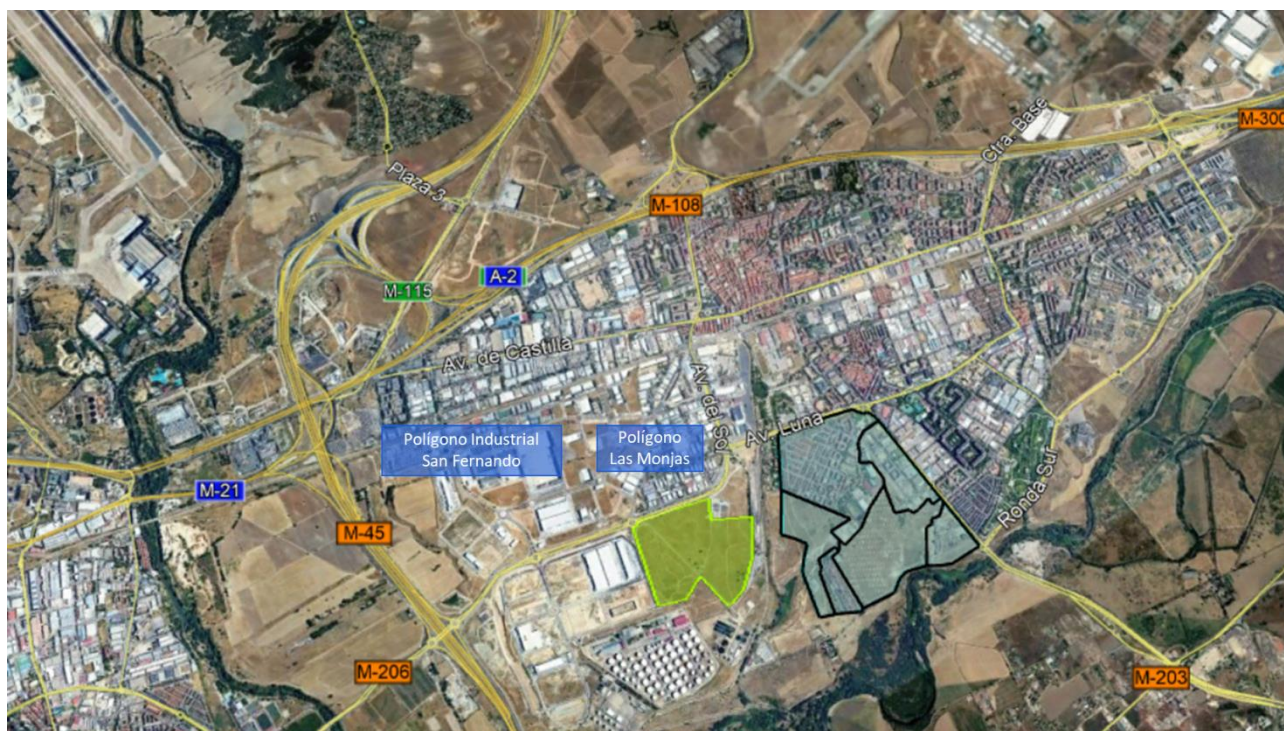 M-300
Ctra. Base
Plaza-3
M-108
A-2
M-115
Av. de Castilla
Av. del Sol
Av. Luna
Polígono Industrial
San Fernando
Polígono
Las Monjas
M-21
Ronda Sur
M-45
M-206
M-203